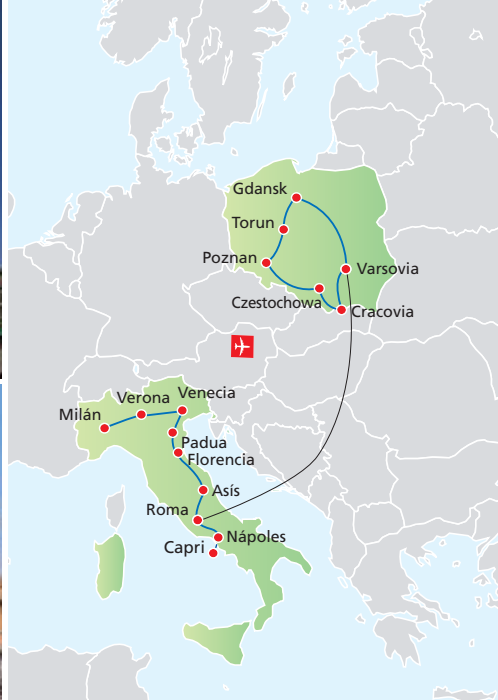 Gdansk
Torun
Poznan
Varsovia
Czestochowa
Cracovia
Venecia
Verona
Milán
Padua
Florencia
Asís
Roma
Nápoles
Capri